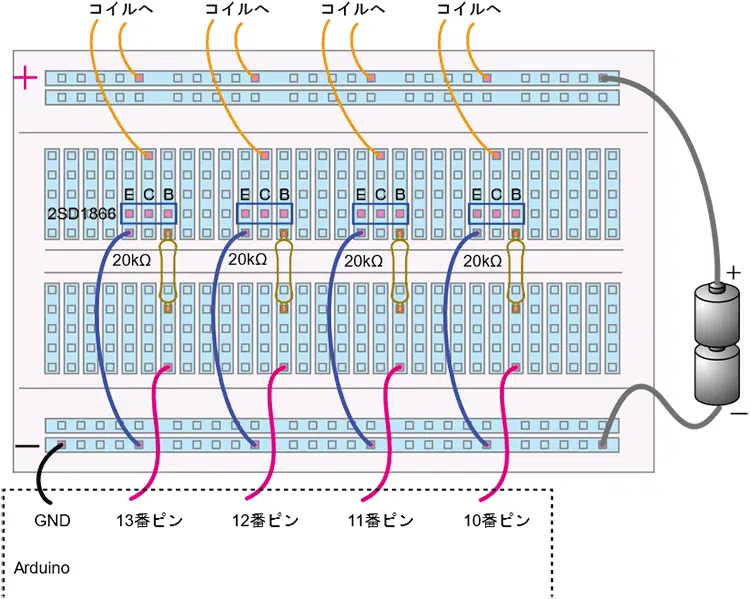 コイルへ コイルへ コイルへ コイルへ
+
E C B E C B E C B E C B
2SD1866
20kΩ 20kΩ 20kΩ 20kΩ
+
−
−
GND 13番ピン 12番ピン 11番ピン 10番ピン
Arduino